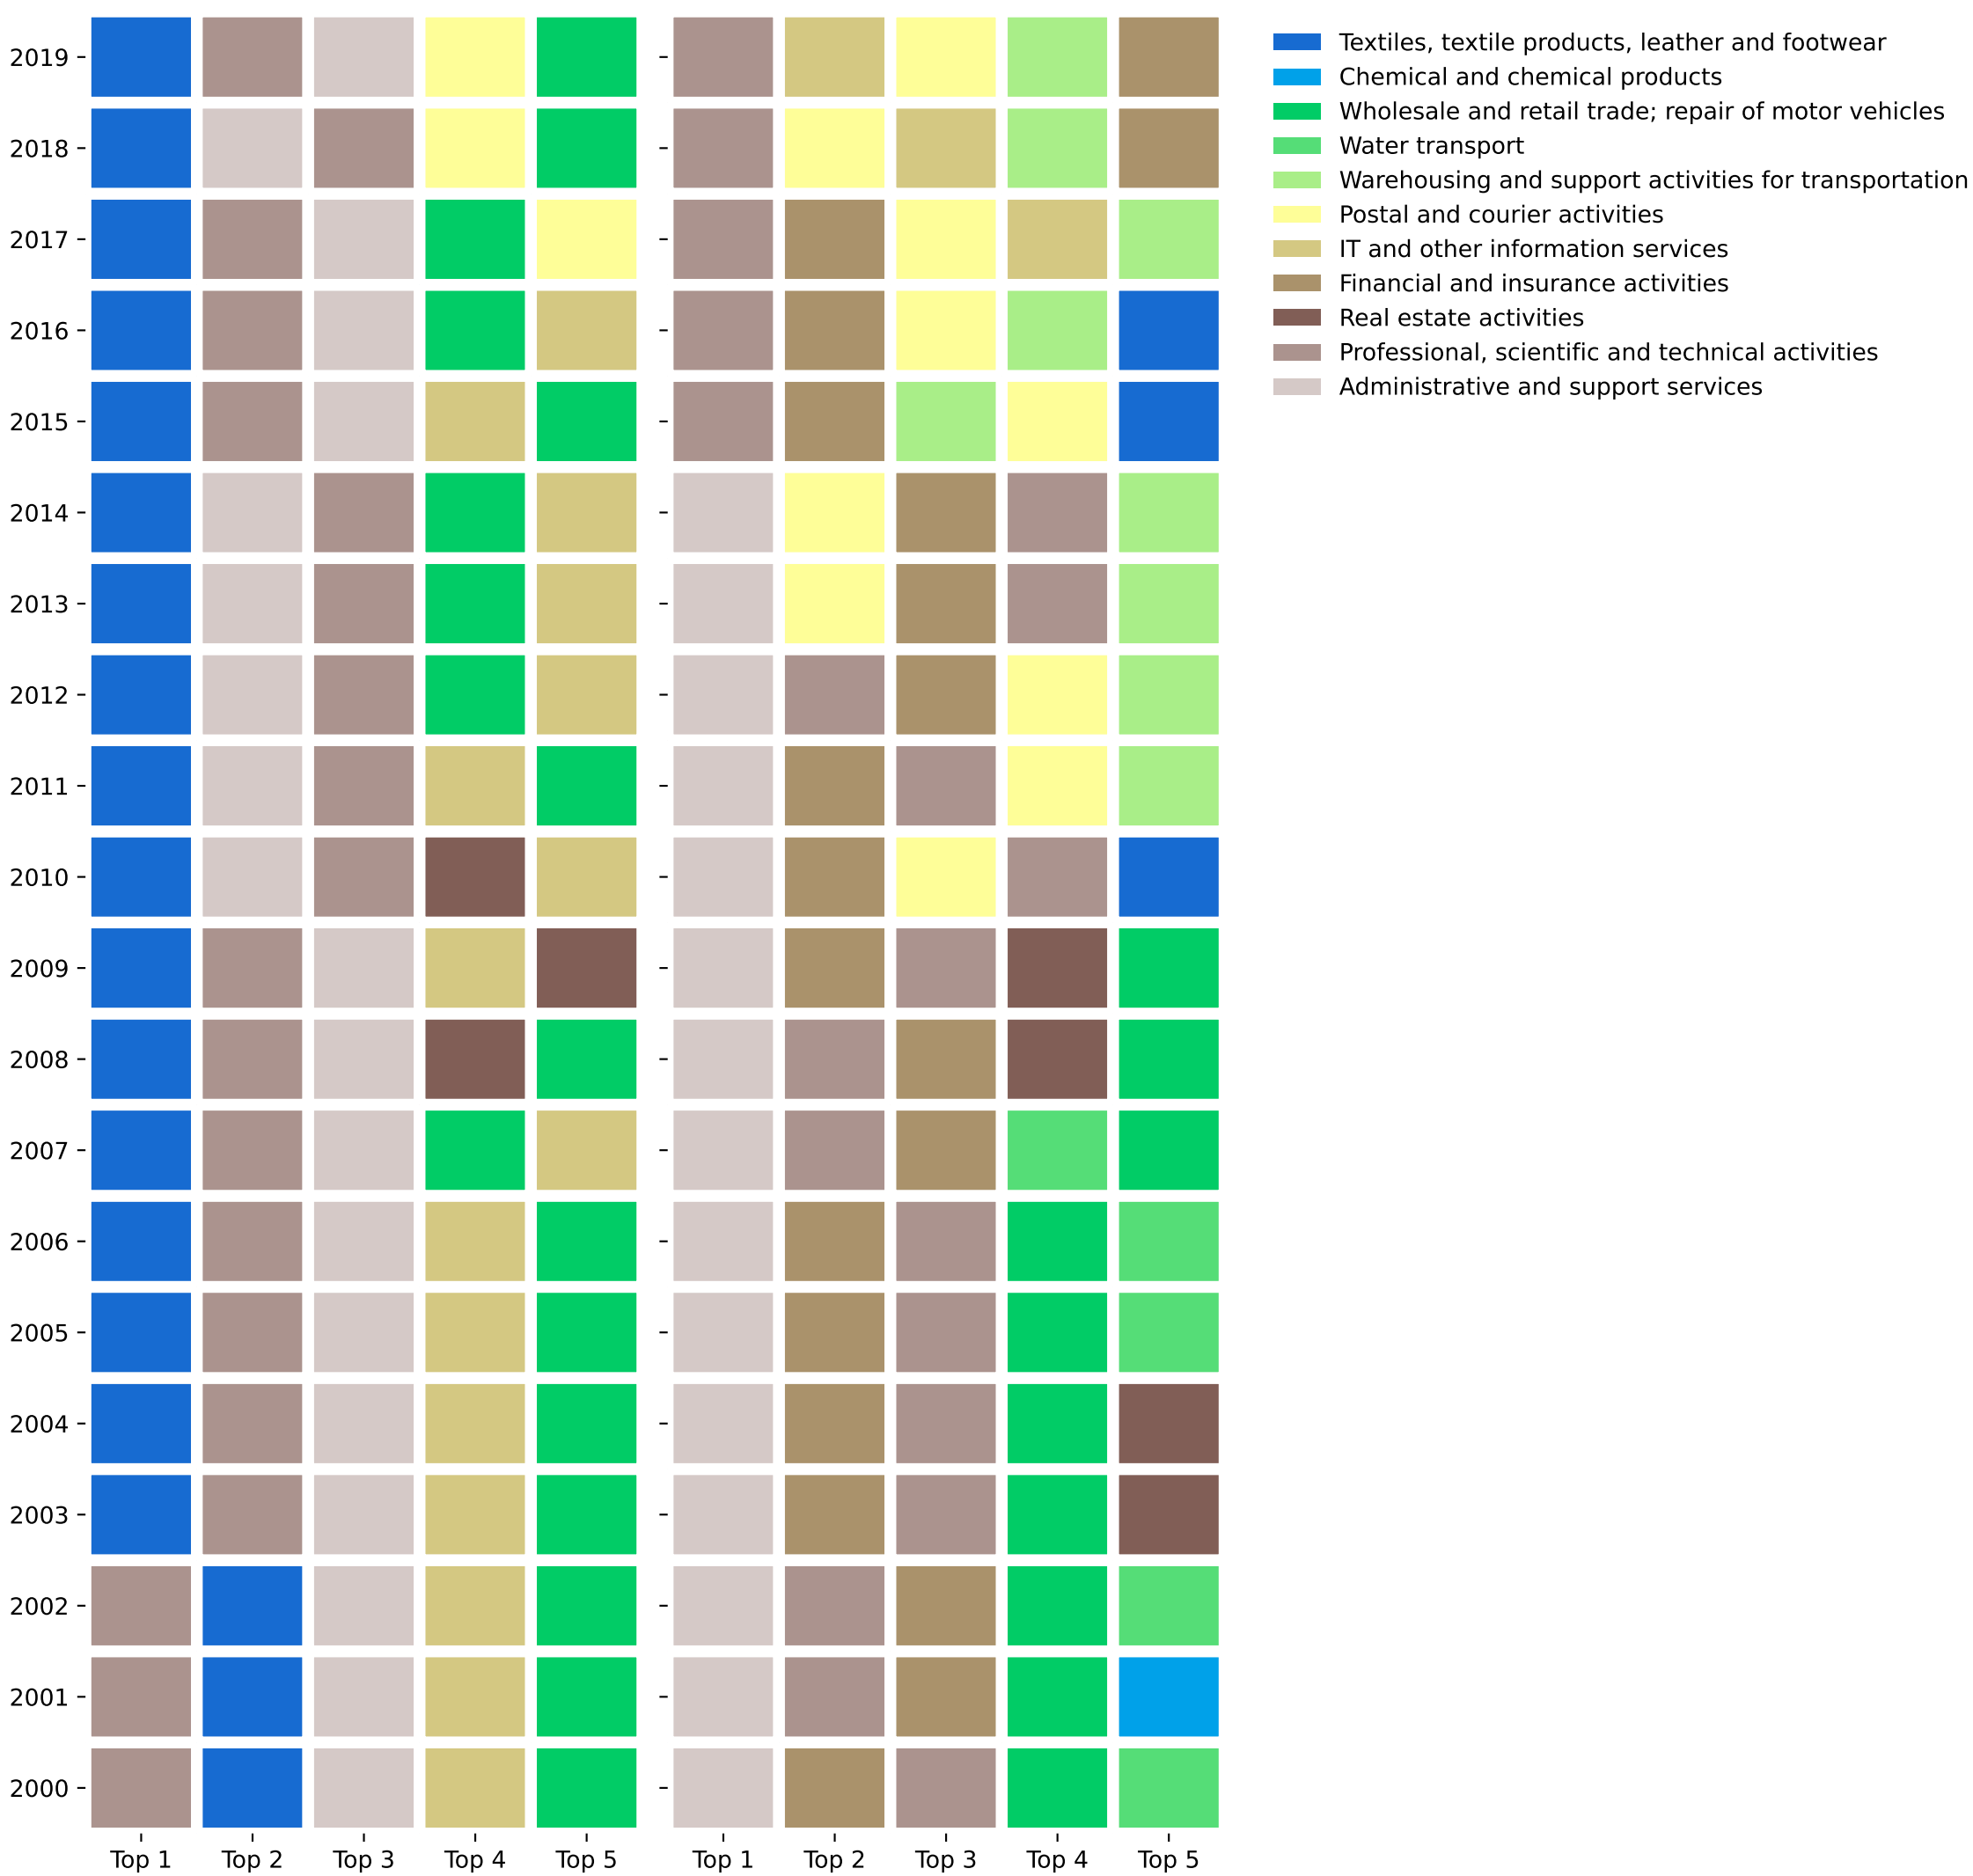 2019
2018
2017
2016
2015
2014
2013
2012
2011
2010
2009
2008
2007
2006
2005
2004
2003
2002
2001
2000
Top 1 Top 2 Top 3 Top 4 Top 5 Top 1 Top 2 Top 3 Top 4 Top 5
Textiles, textile products, leather and footwear
Chemical and chemical products
Wholesale and retail trade; repair of motor vehicles
Water transport
Warehousing and support activities for transportation
Postal and courier activities
IT and other information services
Financial and insurance activities
Real estate activities
Professional, scientific and technical activities
Administrative and support services